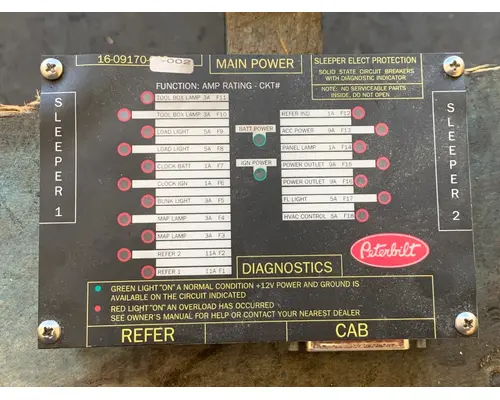 16-09170- -002
MAIN POWER
SLEEPER ELECT PROTECTION
SOLID STATE CIRCUIT BREAKERS
WITH DIAGNOSTIC INDICATOR
NOTE: NO SERVICEABLE PARTS
INSIDE, DO NOT OPEN
FUNCTION: AMP RATING - CKT#
SLEEPER 1
TOOL BOX LAMP 3A F11
TOOL BOX LAMP 3A F10
LOAD LIGHT 5A F9
LOAD LIGHT 5A F8
CLOCK BATT 1A F7
CLOCK IGN 1A F6
BUNK LIGHT 3A F5
MAP LAMP 3A F4
MAP LAMP 3A F3
REFER 2 11A F2
REFER 1 11A F1
BATT POWER
IGN POWER
REFER IND 1A F12
ACC POWER 9A F13
PANEL LAMP 1A F14
POWER OUTLET 9A F15
POWER OUTLET 9A F16
FL LIGHT 5A F17
HVAC CONTROL 5A F18
SLEEPER 2
Peterbilt
DIAGNOSTICS
GREEN LIGHT "ON" A NORMAL CONDITION +12V POWER AND GROUND IS
AVAILABLE ON THE CIRCUIT INDICATED
RED LIGHT "ON" AN OVERLOAD HAS OCCURRED
SEE OWNER'S MANUAL FOR HELP OR CONTACT YOUR NEAREST DEALER
REFER
CAB